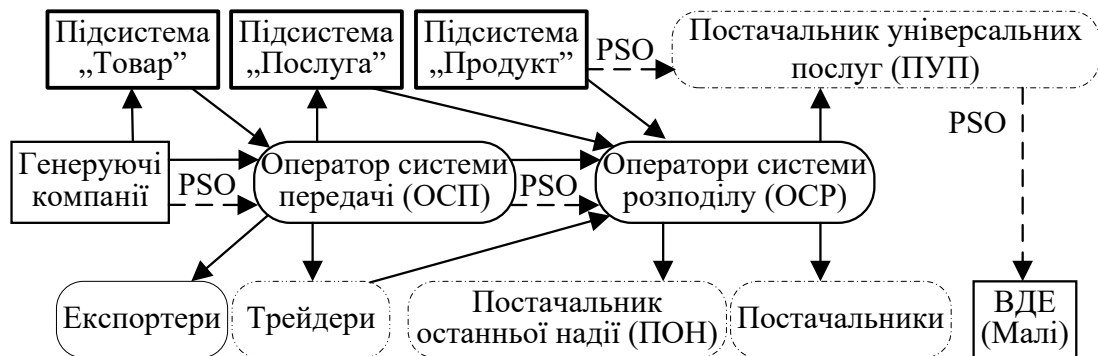 Підсистема
„Товар”
Підсистема
„Послуга”
Підсистема
„Продукт”
PSO
Постачальник універсальних
послуг (ПУП)
PSO
Генеруючі
компанії
PSO
Оператор системи
передачі (ОСП)
PSO
Оператори системи
розподілу (ОСР)
Експортери
Трейдери
Постачальник
останньої надії (ПОН)
Постачальники
ВДЕ
(Малі)